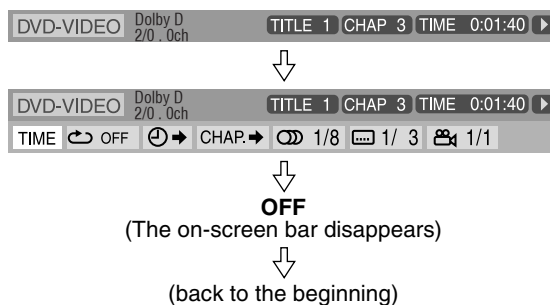 DVD-VIDEO Dolby D 2/0 . 0ch TITLE 1 CHAP 3 TIME 0:01:40
DVD-VIDEO Dolby D 2/0 . 0ch TITLE 1 CHAP 3 TIME 0:01:40
TIME OFF CHAP. 1/8 1/ 3 1/1
OFF
(The on-screen bar disappears)
(back to the beginning)